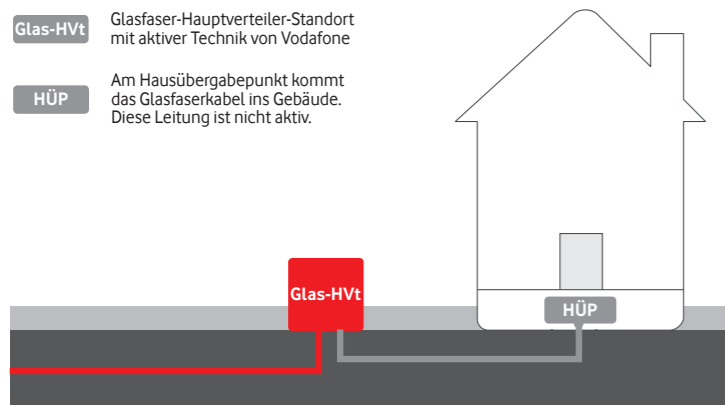 Glas-HVt
Glasfaser-Hauptverteiler-Standort
mit aktiver Technik von Vodafone
HÜP
Am Hausübergabepunkt kommt
das Glasfaserkabel ins Gebäude.
Diese Leitung ist nicht aktiv.
Glas-HVt
HÜP